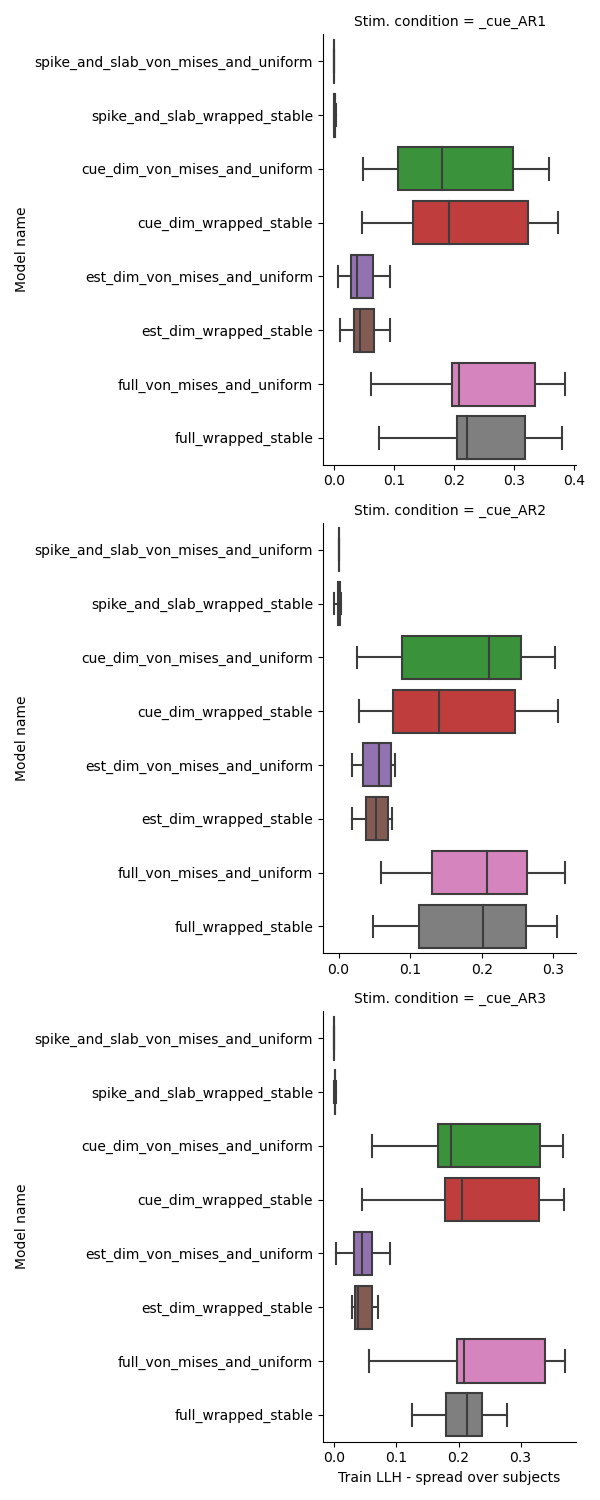 Stim. condition = _cue_AR1
spike_and_slab_von_mises_and_uniform
spike_and_slab_wrapped_stable
cue_dim_von_mises_and_uniform
cue_dim_wrapped_stable
est_dim_von_mises_and_uniform
est_dim_wrapped_stable
full_von_mises_and_uniform
full_wrapped_stable
Model name
0.0 0.1 0.2 0.3 0.4
Stim. condition = _cue_AR2
spike_and_slab_von_mises_and_uniform
spike_and_slab_wrapped_stable
cue_dim_von_mises_and_uniform
cue_dim_wrapped_stable
est_dim_von_mises_and_uniform
est_dim_wrapped_stable
full_von_mises_and_uniform
full_wrapped_stable
Model name
0.0 0.1 0.2 0.3
Stim. condition = _cue_AR3
spike_and_slab_von_mises_and_uniform
spike_and_slab_wrapped_stable
cue_dim_von_mises_and_uniform
cue_dim_wrapped_stable
est_dim_von_mises_and_uniform
est_dim_wrapped_stable
full_von_mises_and_uniform
full_wrapped_stable
Model name
0.0 0.1 0.2 0.3
Train LLH - spread over subjects